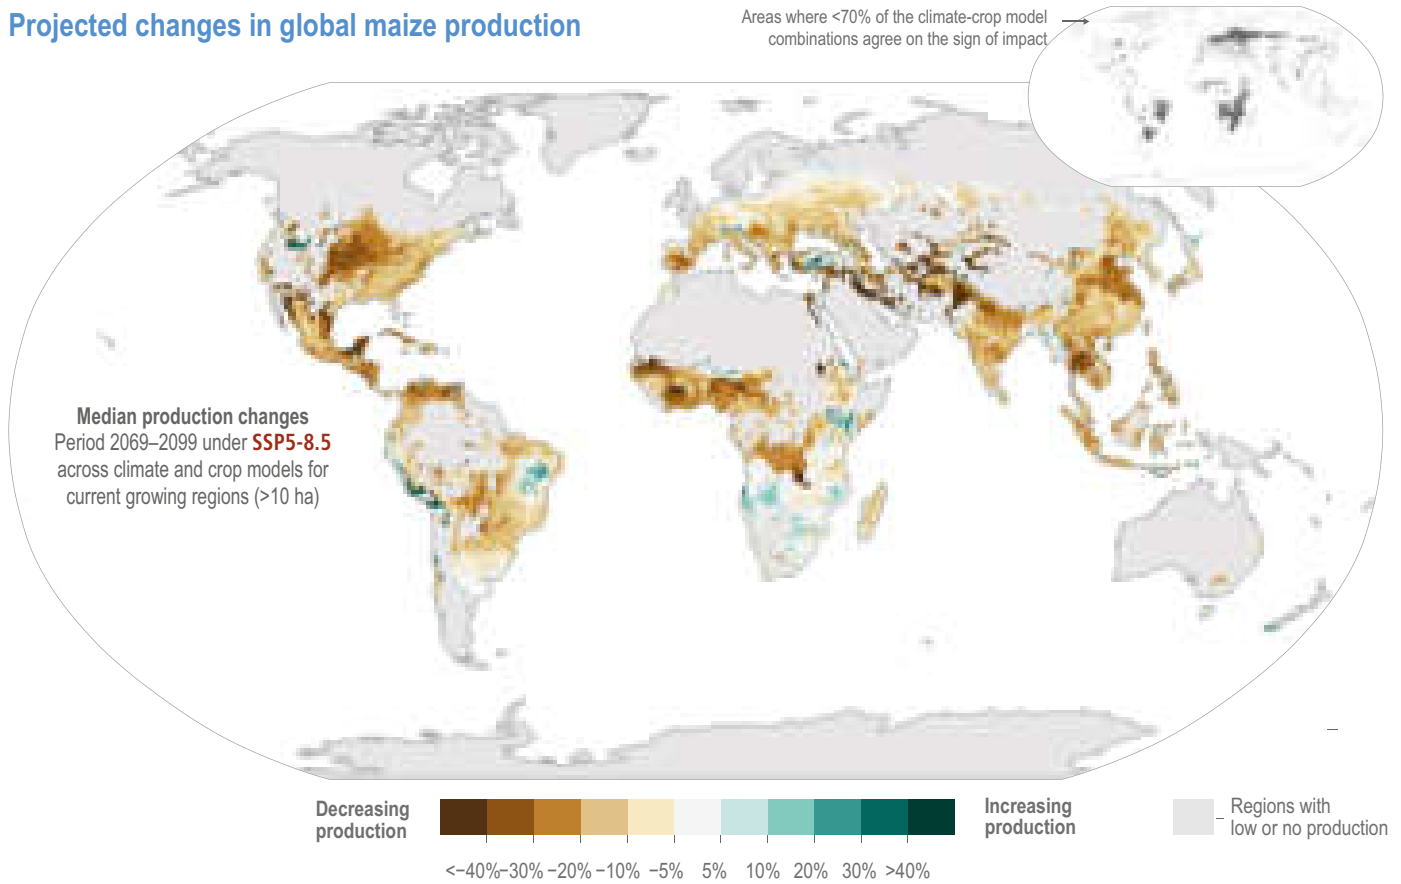 Projected changes in global maize production
Areas where <70% of the climate-crop model
combinations agree on the sign of impact
Median production changes
Period 2069–2099 under SSP5-8.5
across climate and crop models for
current growing regions (>10 ha)
Decreasing
production
Increasing
production
Regions with
low or no production
<−40% −30% −20% −10% −5% 5% 10% 20% 30% >40%